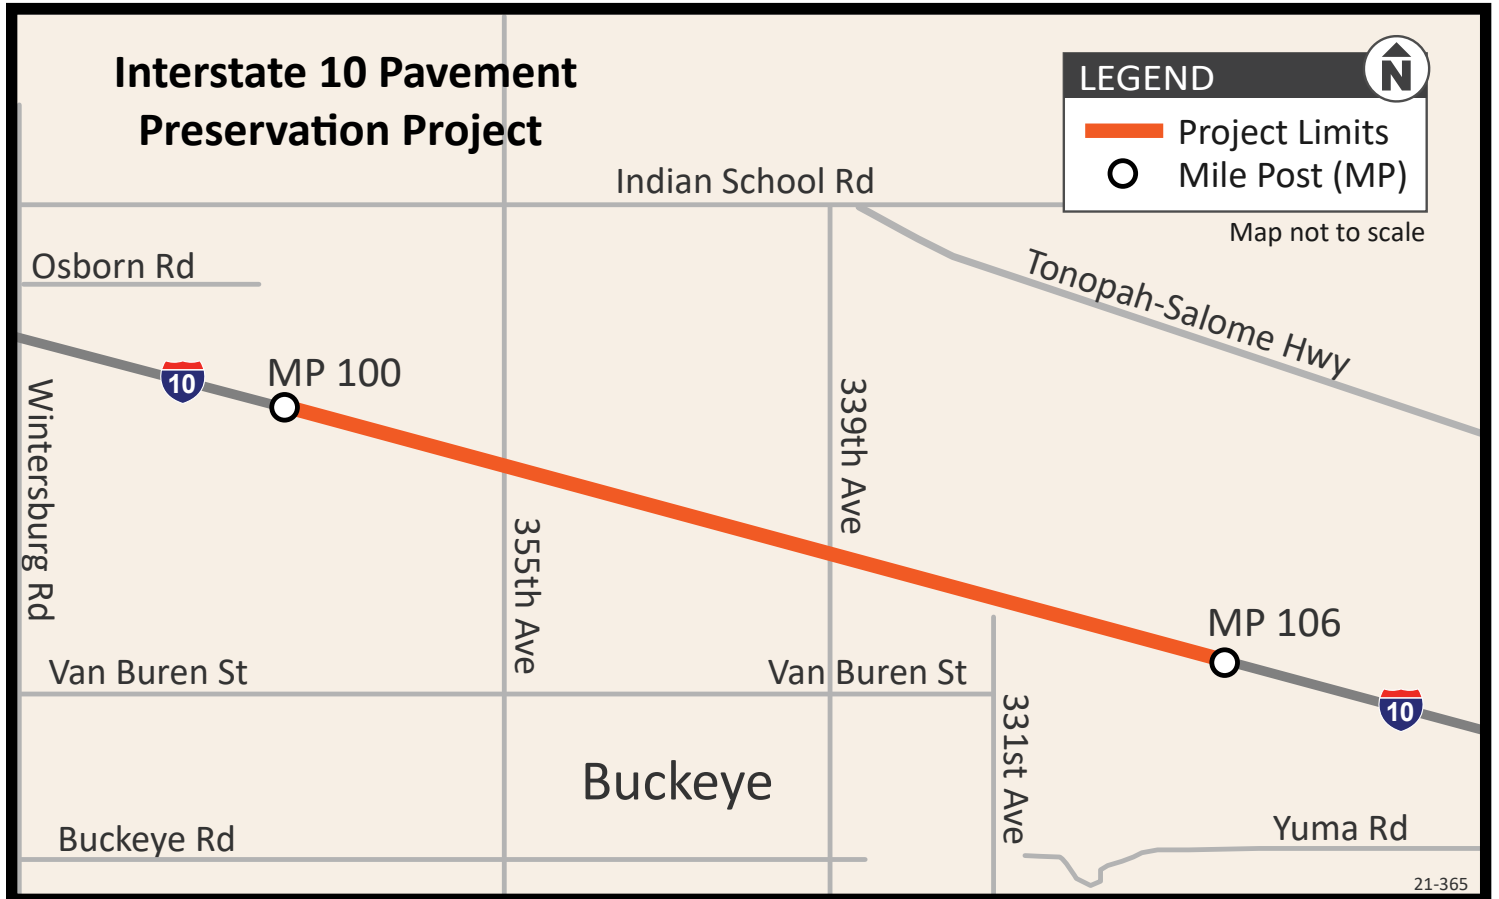 Interstate 10 Pavement
Preservation Project
LEGEND
N
Project Limits
Mile Post (MP)
Map not to scale
Indian School Rd
Osborn Rd
Tonopah-Salome Hwy
10
MP 100
Wintersburg Rd
339th Ave
355th Ave
MP 106
Van Buren St
Van Buren St
10
331st Ave
Buckeye
Buckeye Rd
Yuma Rd
21-365